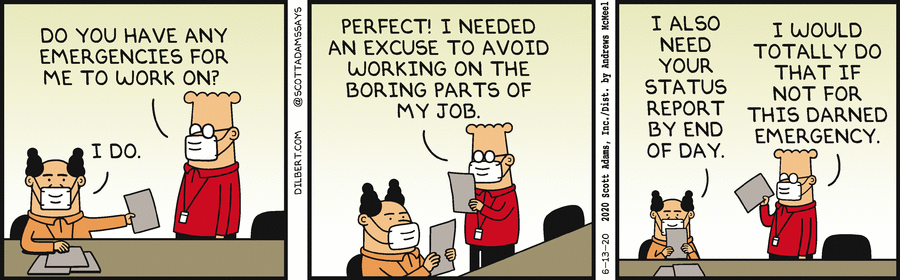 DO YOU HAVE ANY
EMERGENCIES FOR
ME TO WORK ON?
I DO.
DILBERT.COM @SCOTTADAMSSAYS
PERFECT! I NEEDED
AN EXCUSE TO AVOID
WORKING ON THE
BORING PARTS OF
MY JOB.
6-13-20 2020 Scott Adams, Inc./Dist. by Andrews McMeel
I ALSO
NEED
YOUR
STATUS
REPORT
BY END
OF DAY.
I WOULD
TOTALLY DO
THAT IF
NOT FOR
THIS DARNED
EMERGENCY.